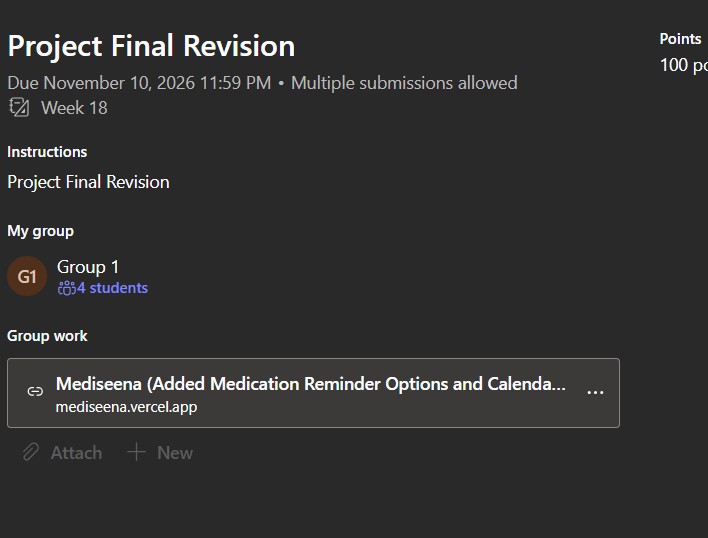 Project Final Revision
Points
Due November 10, 2026 11:59 PM • Multiple submissions allowed
100 po
Week 18
Instructions
Project Final Revision
My group
G1
Group 1
4 students
Group work
Mediseena (Added Medication Reminder Options and Calenda...
mediseena.vercel.app
Attach
New